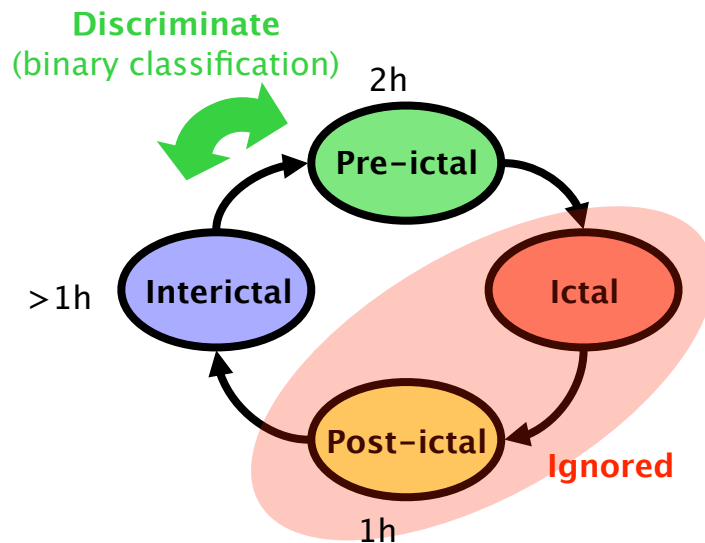 Discriminate
(binary classification)
2h
Pre-ictal
Interictal
Ictal
>1h
Post-ictal
Ignored
1h